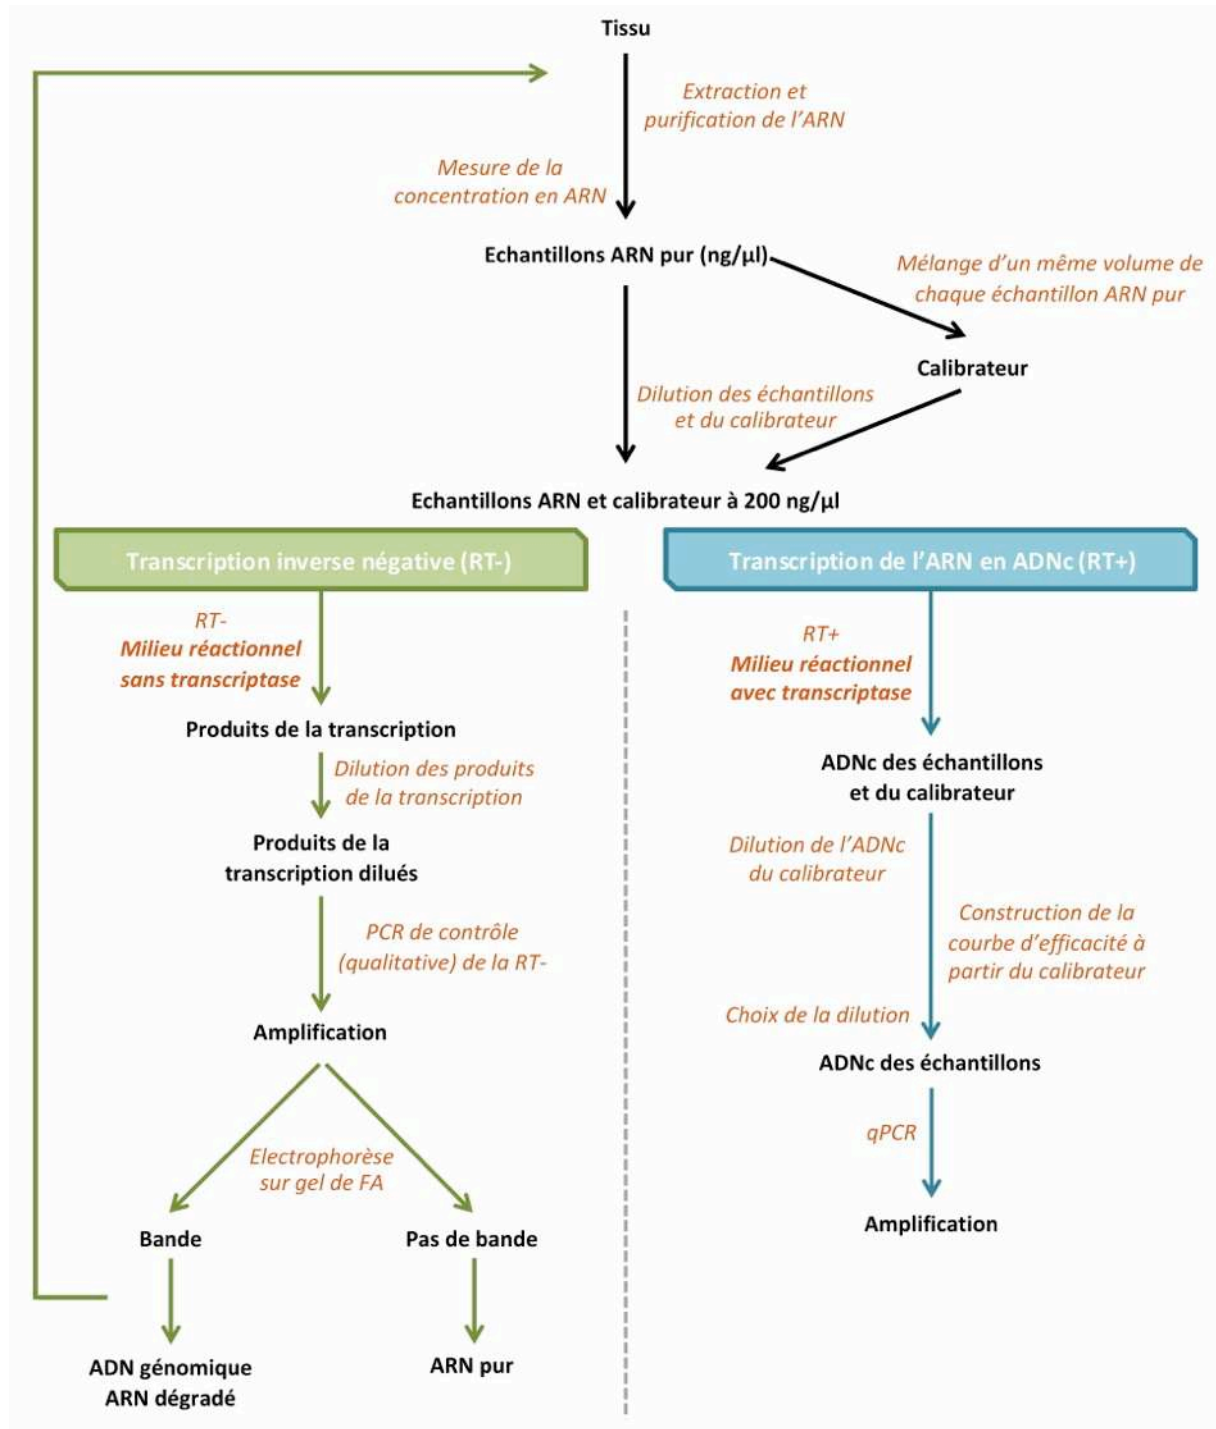 Tissu
Extraction et
purification de l'ARN
Mesure de la
concentration en ARN
Echantillons ARN pur (ng/µl)
Mélange d'un même volume de
chaque échantillon ARN pur
Calibrateur
Dilution des échantillons
et du calibrateur
Echantillons ARN et calibrateur à 200 ng/µl
Transcription inverse négative (RT-)
RT-
Milieu réactionnel
sans transcriptase
Produits de la transcription
Dilution des produits
de la transcription
Produits de la
transcription dilués
PCR de contrôle
(qualitative) de la RT-
Amplification
Electrophorèse
sur gel de FA
Bande
Pas de bande
ADN génomique
ARN dégradé
ARN pur
Transcription de l'ARN en ADNc (RT+)
RT+
Milieu réactionnel
avec transcriptase
ADNc des échantillons
et du calibrateur
Dilution de l'ADNc
du calibrateur
Construction de la
courbe d'efficacité à
partir du calibrateur
Choix de la dilution
ADNc des échantillons
qPCR
Amplification